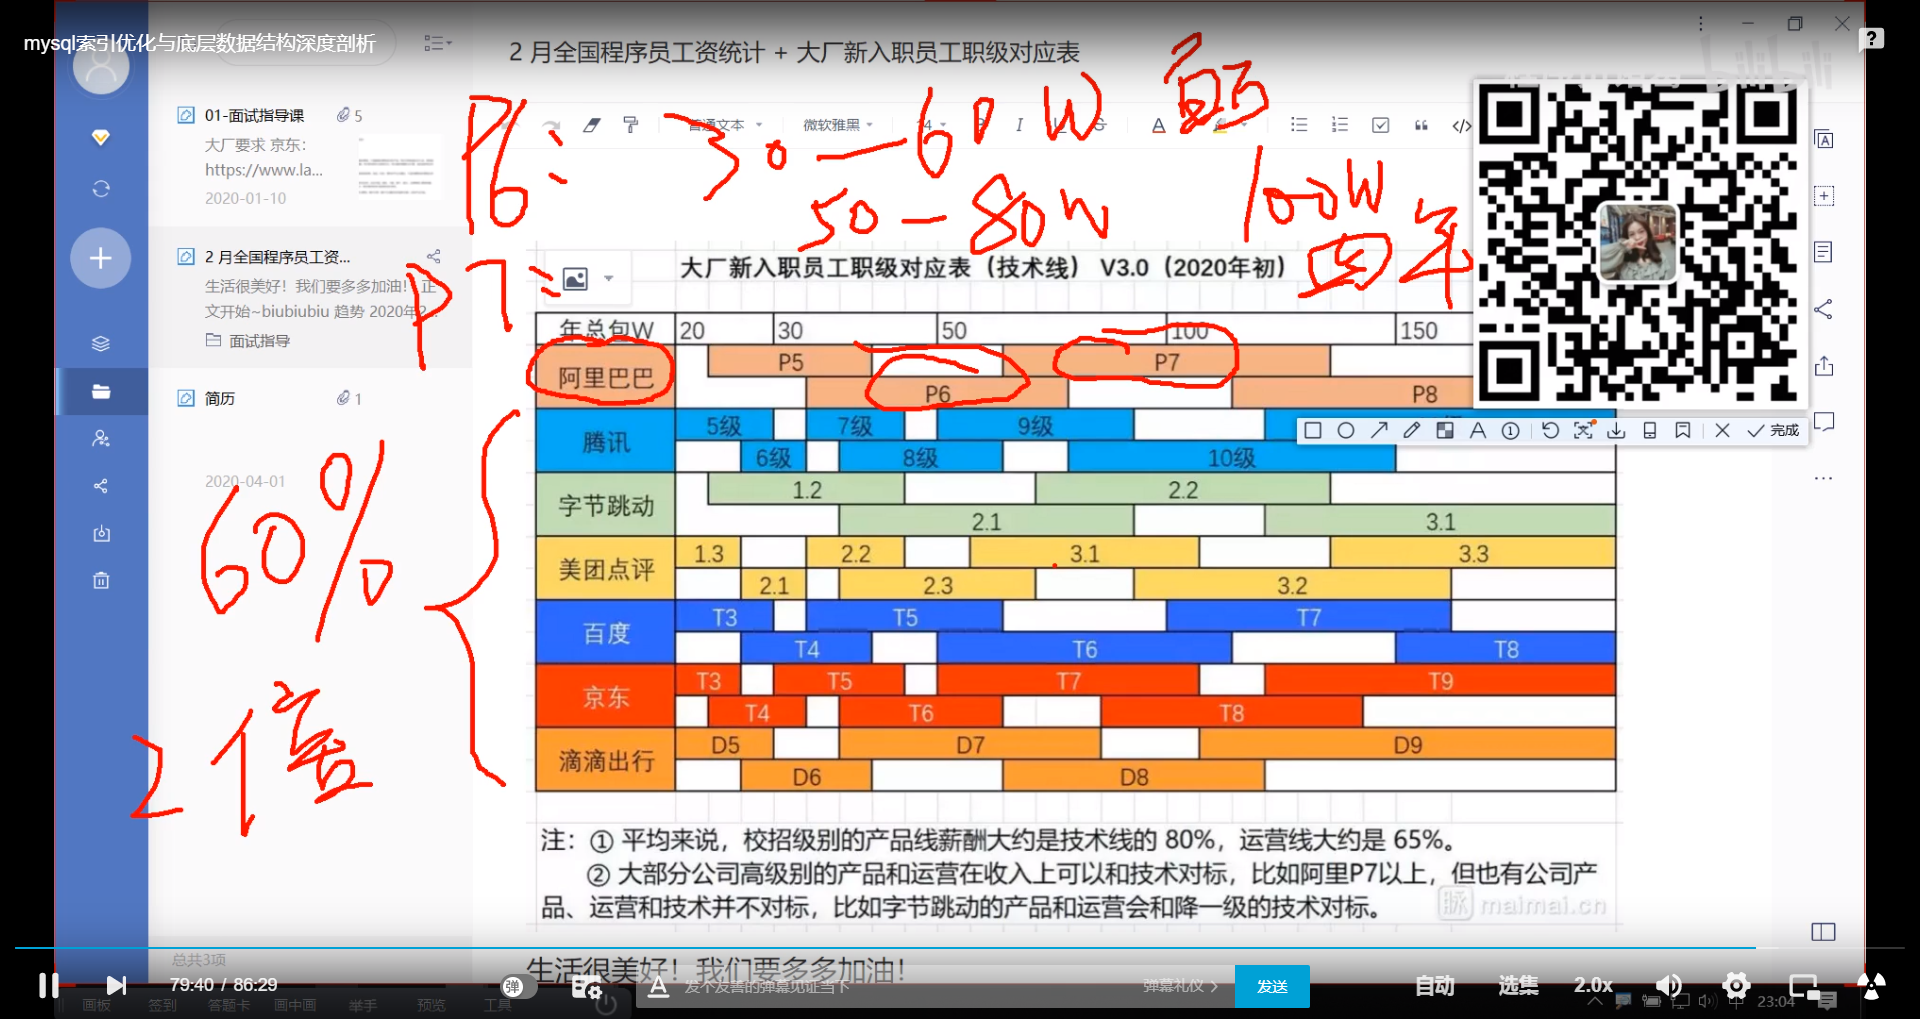 mysql索引优化与底层数据结构深度剖析
2 月全国程序员工资统计 + 大厂新入职员工职级对应表
01-面试指导课 5
大厂要求 京东：
https://www.la...
2020-01-10
2 月全国程序员工资...
生活很美好！我们要多多加油！正
文开始~biubiubiu 趋势 2020年2...
面试指导
简历 1
2020-04-01
总共3项
普通文本 微软雅黑 14
P6: 30-60W
50-80W
100W
P7:
60%
2倍
大厂新入职员工职级对应表（技术线） V3.0（2020年初）
年总包W 20 30 50 100 150
阿里巴巴 P5 P7
P6 P8
腾讯 5级 7级 9级
6级 8级 10级
字节跳动 1.2 2.2
2.1 3.1
美团点评 1.3 2.2 3.1 3.3
2.1 2.3 3.2
百度 T3 T5 T7
T4 T6 T8
京东 T3 T5 T7 T9
T4 T6 T8
滴滴出行 D5 D7 D9
D6 D8
完成
注：① 平均来说，校招级别的产品线薪酬大约是技术线的 80%，运营线大约是 65%。
② 大部分公司高级别的产品和运营在收入上可以和技术对标，比如阿里P7以上，但也有公司产
品、运营和技术并不对标，比如字节跳动的产品和运营会和降一级的技术对标。
脉 maimai.cn
生活很美好！我们要多多加油！
79:40 / 86:29
弹
发个友善的弹幕见证当下
弹幕礼仪
发送
自动 选集 2.0x
画板 签到 答题卡 画中画 举手 预览 工具
中 23:04